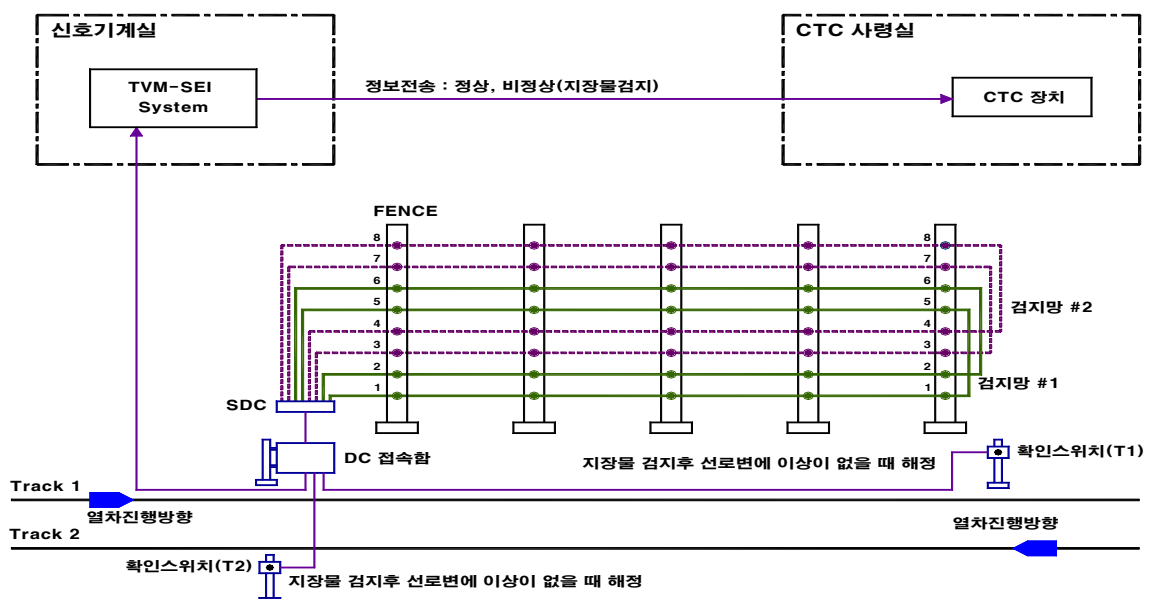 신호기계실
CTC 사령실
TVM-SEI
System
정보전송 : 정상, 비정상(지장물검지)
CTC 장치
FENCE
8
8
7
7
6
6
5
5
검지망 #2
4
4
3
3
2
2
검지망 #1
1
1
SDC
DC 접속함
지장물 검지후 선로변에 이상이 없을 때 해정
확인스위치(T1)
Track 1
열차진행방향
열차진행방향
Track 2
확인스위치(T2)
지장물 검지후 선로변에 이상이 없을 때 해정